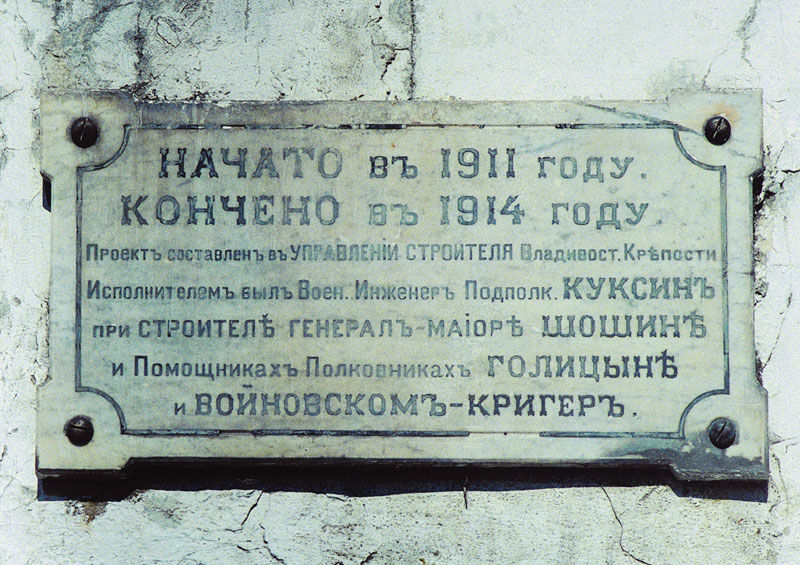 НАЧАТО въ 1911 году.
КОНЧЕНО въ 1914 году.
Проектъ составленъ въ УПРАВЛЕНІИ СТРОИТЕЛЯ Владивост. Крѣпости
Исполнителемъ былъ Воен. Инженеръ Подполк. КУКСИНЪ
при СТРОИТЕЛѢ ГЕНЕРАЛЪ-МАІОРѢ ШОШИНѢ
и Помощникахъ Полковникахъ ГОЛИЦЫНѢ
и ВОЙНОВСКОМЪ-КРИГЕРЪ.